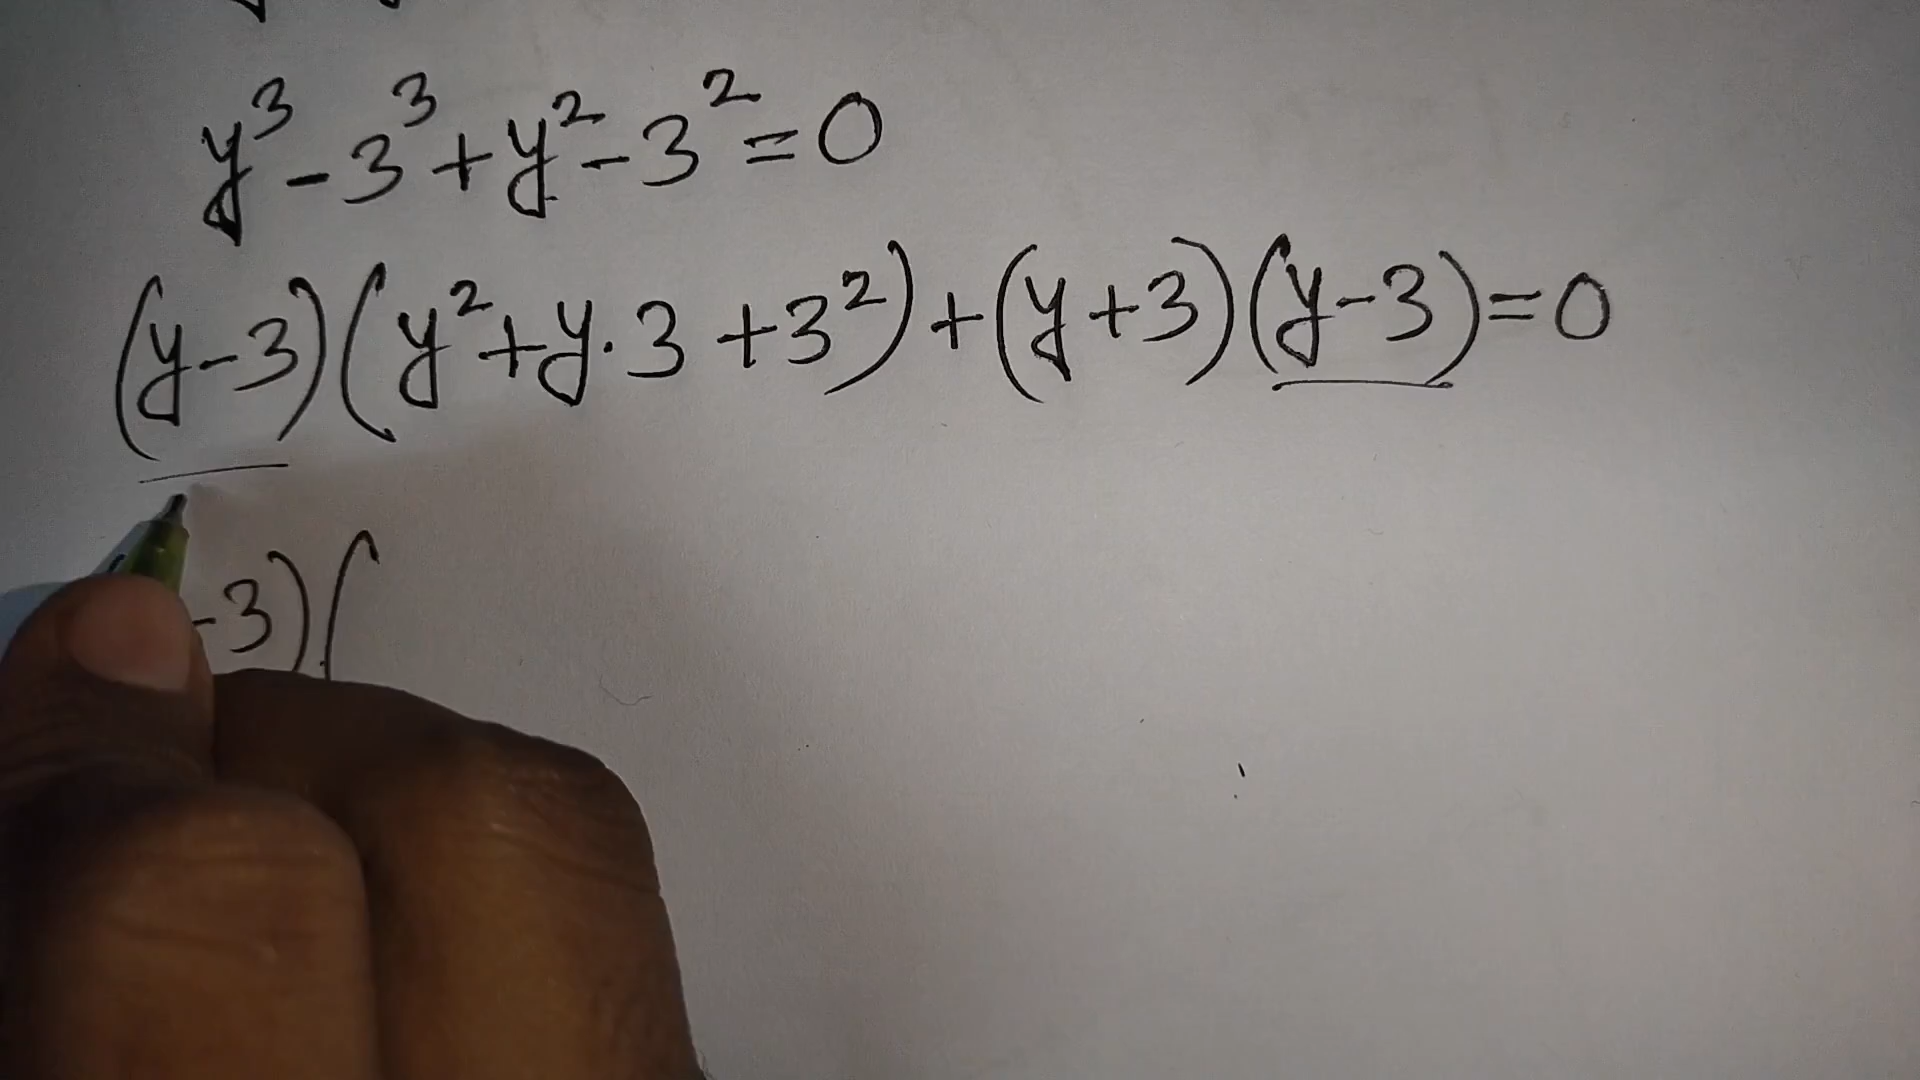 y³ - 3³ + y² - 3² = 0
(y - 3)(y² + y · 3 + 3²) + (y + 3)(y - 3) = 0
- 3)(